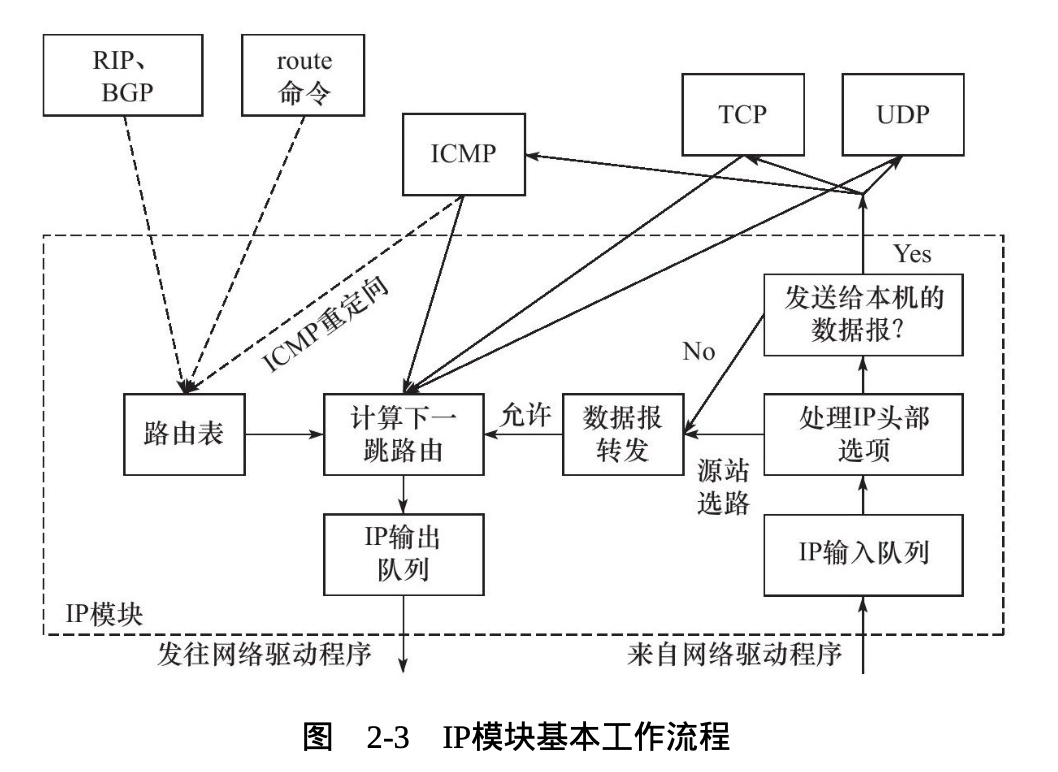 RIP、
BGP
route
命令
ICMP
TCP
UDP
Yes
ICMP重定向
发送给本机的
数据报？
No
路由表
计算下一
跳路由
允许
数据报
转发
处理IP头部
选项
源站
选路
IP输出
队列
IP输入队列
IP模块
发往网络驱动程序
来自网络驱动程序
图 2-3 IP模块基本工作流程